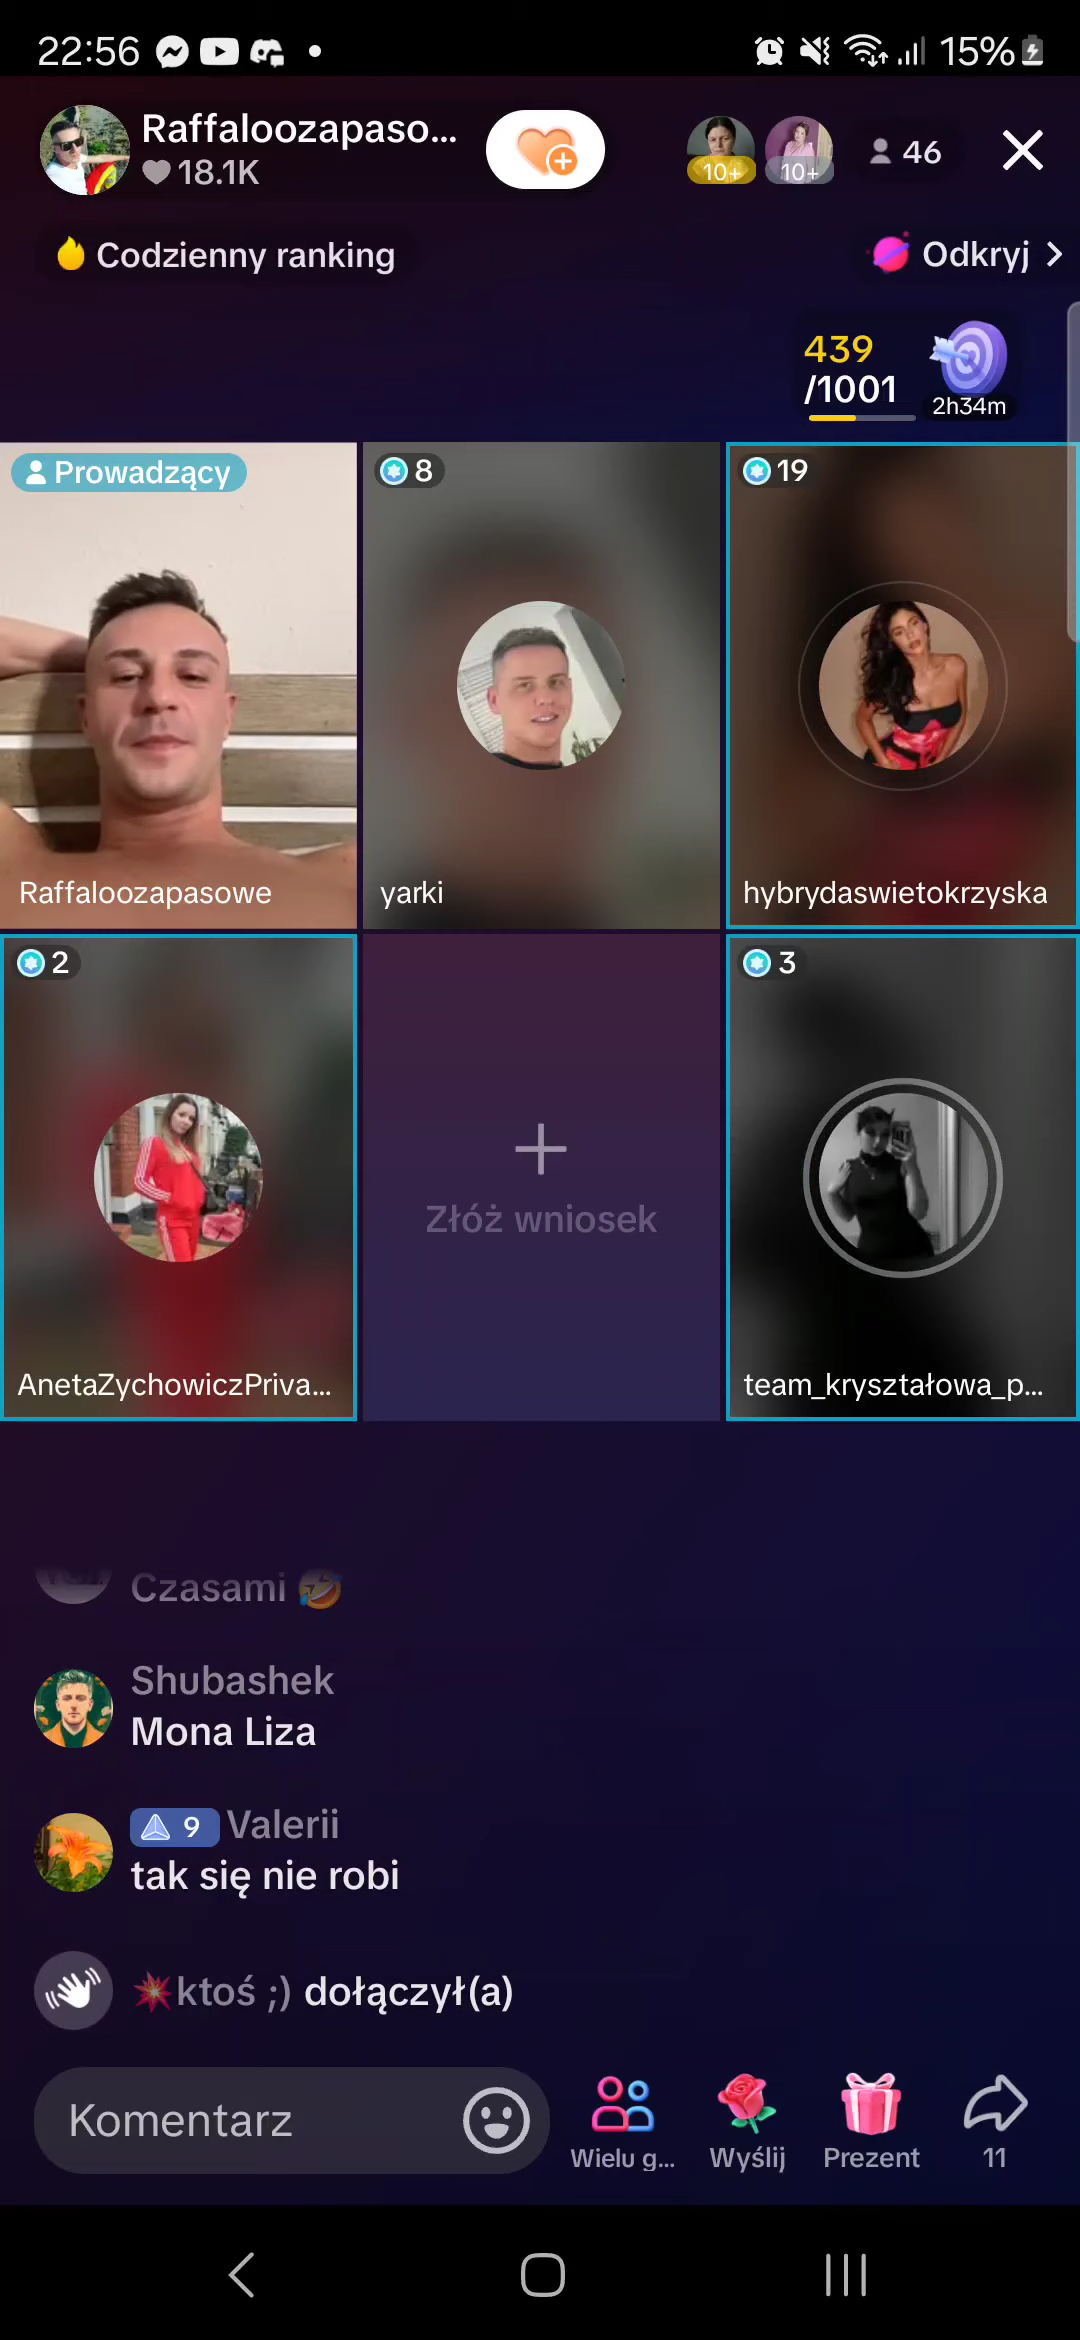 22:56
15%
Raffaloozapaso...
18.1K
10+
10+
46
Codzienny ranking
Odkryj
439
/1001
2h34m
Prowadzący
8
19
Raffaloozapasowe
yarki
hybrydaswietokrzyska
2
3
Złóż wniosek
AnetaZychowiczPriva...
team_kryształowa_p...
Czasami 🤣
Shubashek
Mona Liza
9 Valerii
tak się nie robi
ktoś ;) dołączył(a)
Komentarz
Wielu g...
Wyślij
Prezent
11